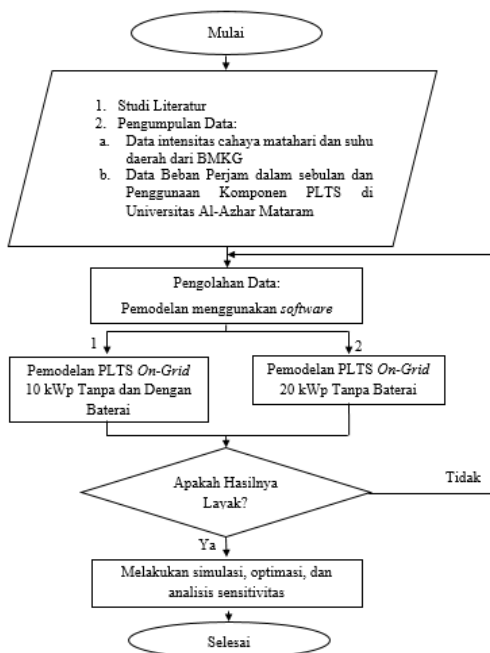 Mulai
1. Studi Literatur
2. Pengumpulan Data:
a. Data intensitas cahaya matahari dan suhu
daerah dari BMKG
b. Data Beban Perjam dalam sebulan dan
Penggunaan Komponen PLTS di
Universitas Al-Azhar Mataram
Pengolahan Data:
Pemodelan menggunakan software
1
2
Pemodelan PLTS On-Grid
10 kWp Tanpa dan Dengan
Baterai
Pemodelan PLTS On-Grid
20 kWp Tanpa Baterai
Apakah Hasilnya
Layak?
Tidak
Ya
Melakukan simulasi, optimasi, dan
analisis sensitivitas
Selesai